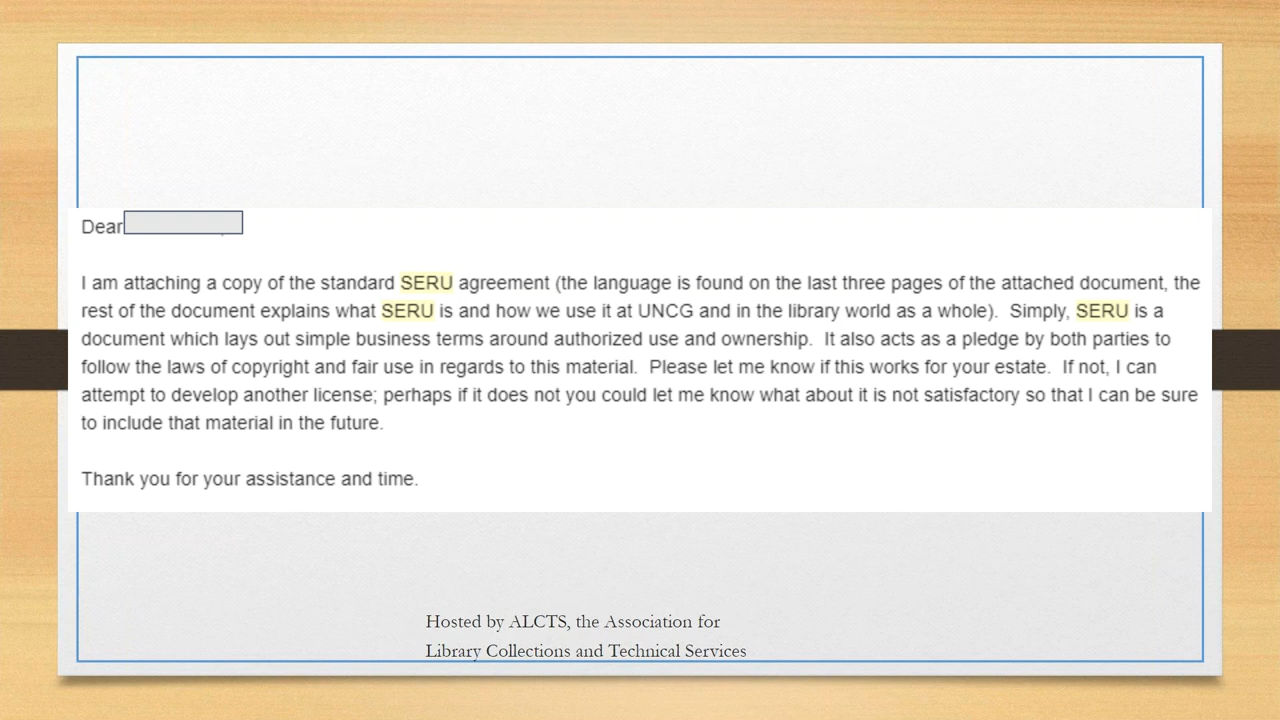 Dear
I am attaching a copy of the standard SERU agreement (the language is found on the last three pages of the attached document, the
rest of the document explains what SERU is and how we use it at UNCG and in the library world as a whole).  Simply, SERU is a
document which lays out simple business terms around authorized use and ownership.  It also acts as a pledge by both parties to
follow the laws of copyright and fair use in regards to this material.  Please let me know if this works for your estate.  If not, I can
attempt to develop another license; perhaps if it does not you could let me know what about it is not satisfactory so that I can be sure
to include that material in the future.
Thank you for your assistance and time.
Hosted by ALCTS, the Association for
Library Collections and Technical Services